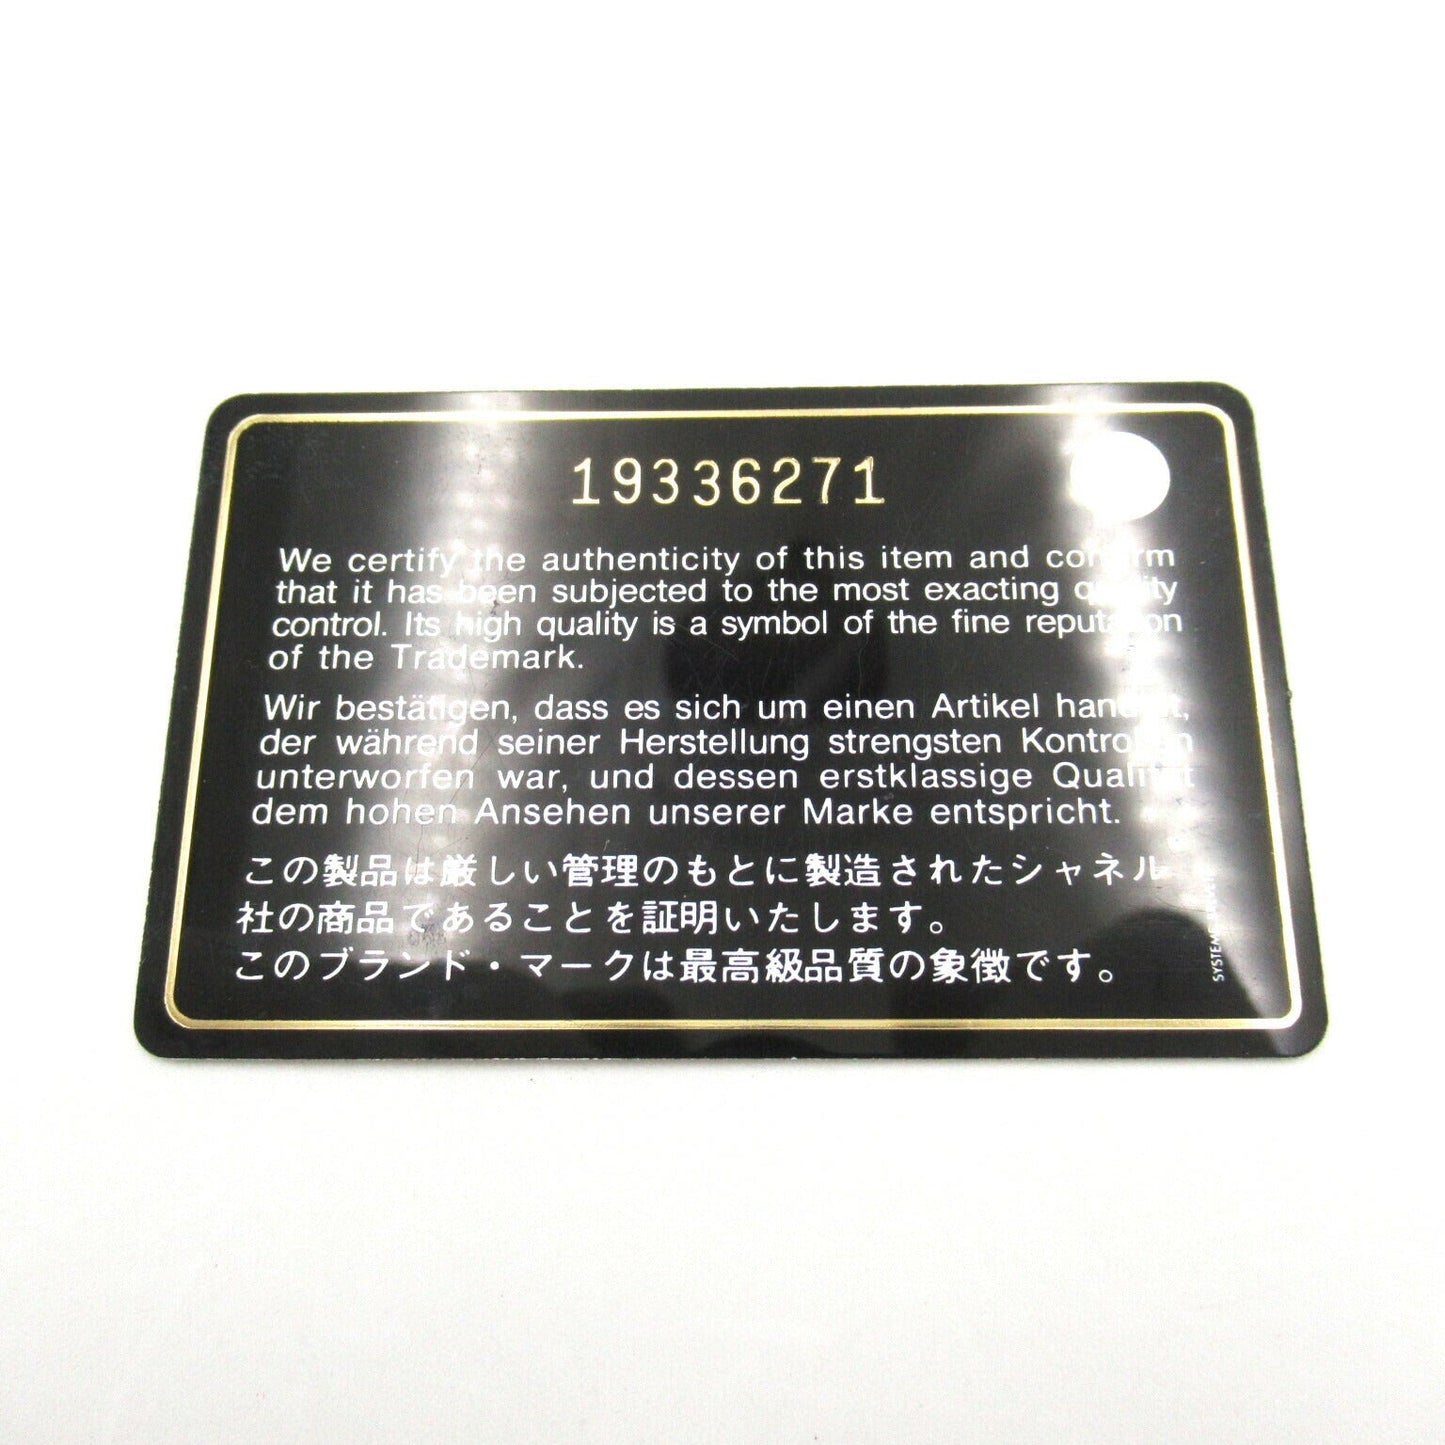 19336271
We certify the authenticity of this item and confirm
that it has been subjected to the most exacting quality
control. Its high quality is a symbol of the fine reputation
of the Trademark.
Wir bestätigen, dass es sich um einen Artikel handelt,
der während seiner Herstellung strengsten Kontrollen
unterworfen war, und dessen erstklassige Qualität
dem hohen Ansehen unserer Marke entspricht.
この製品は厳しい管理のもとに製造されたシャネル
社の商品であることを証明いたします。
このブランド・マークは最高級品質の象徴です。